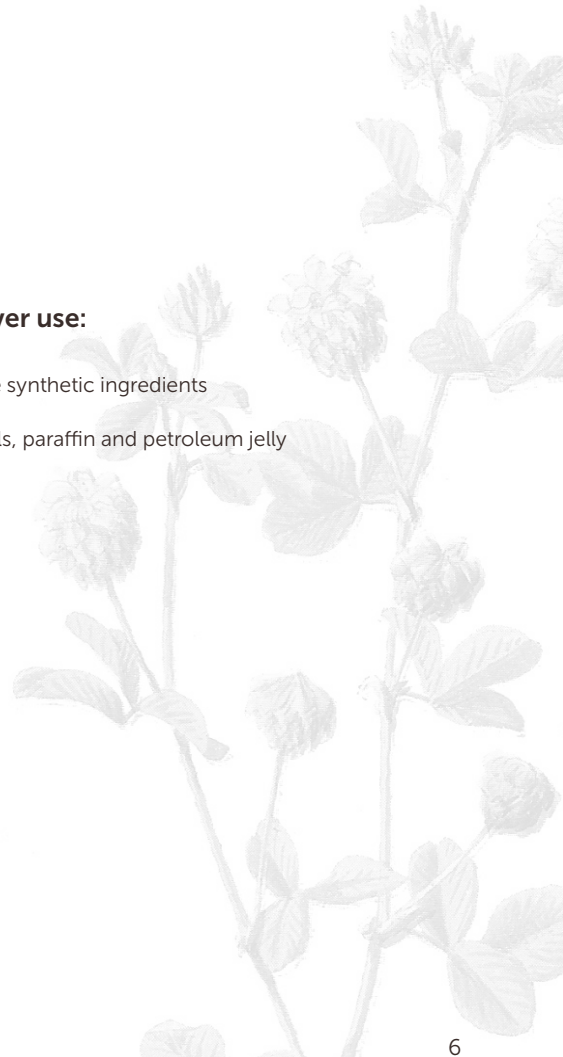 ver use:
synthetic ingredients
ls, paraffin and petroleum jelly
6